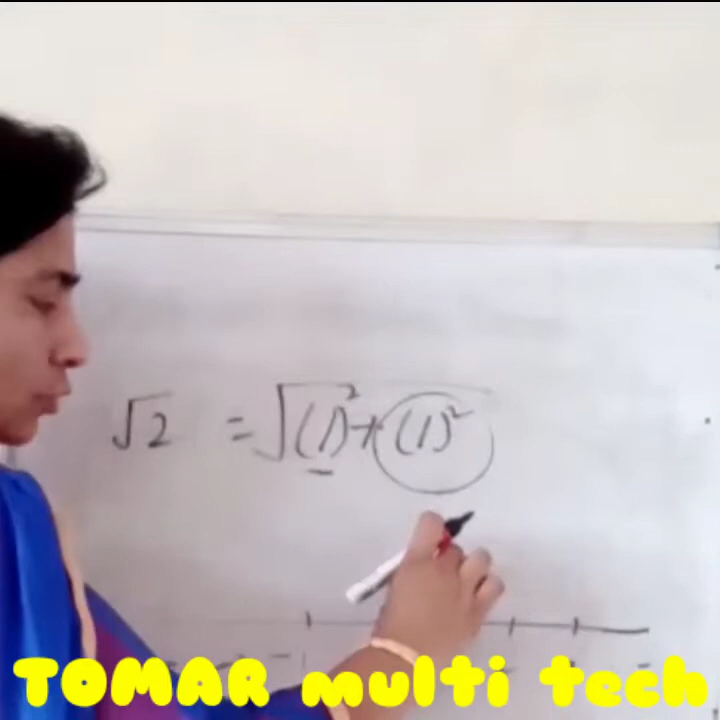 √2 = √(1)²+(1)²
TOMAR multi tech